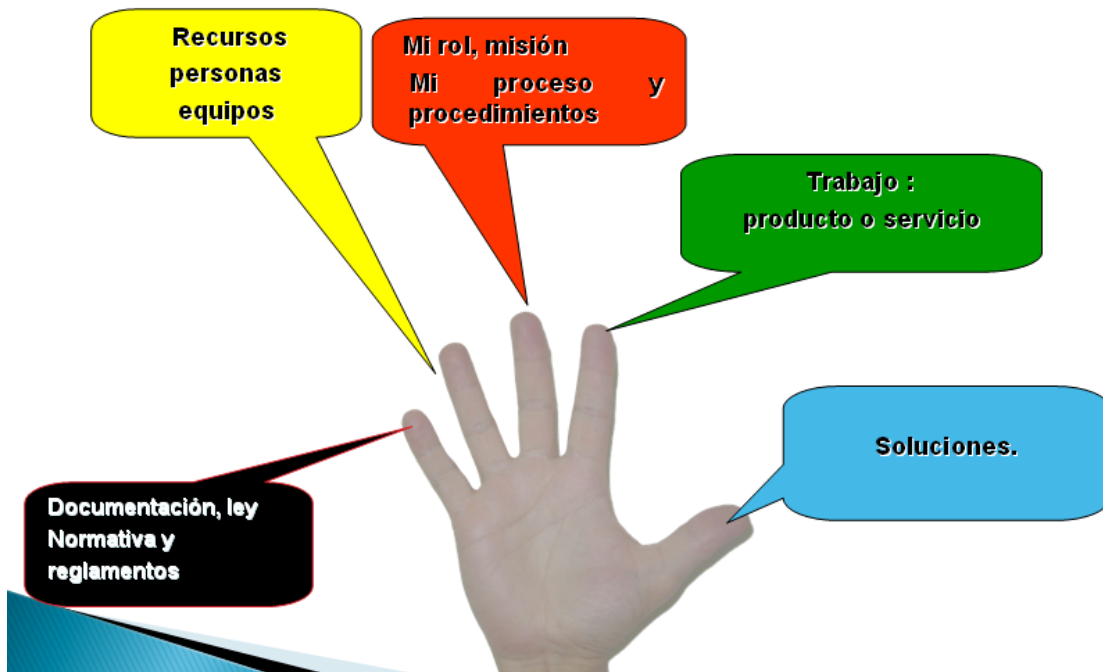 Recursos
personas
equipos
Mi rol, misión
Mi proceso y
procedimientos
Trabajo :
producto o servicio
Soluciones.
Documentación, ley
Normativa y
reglamentos